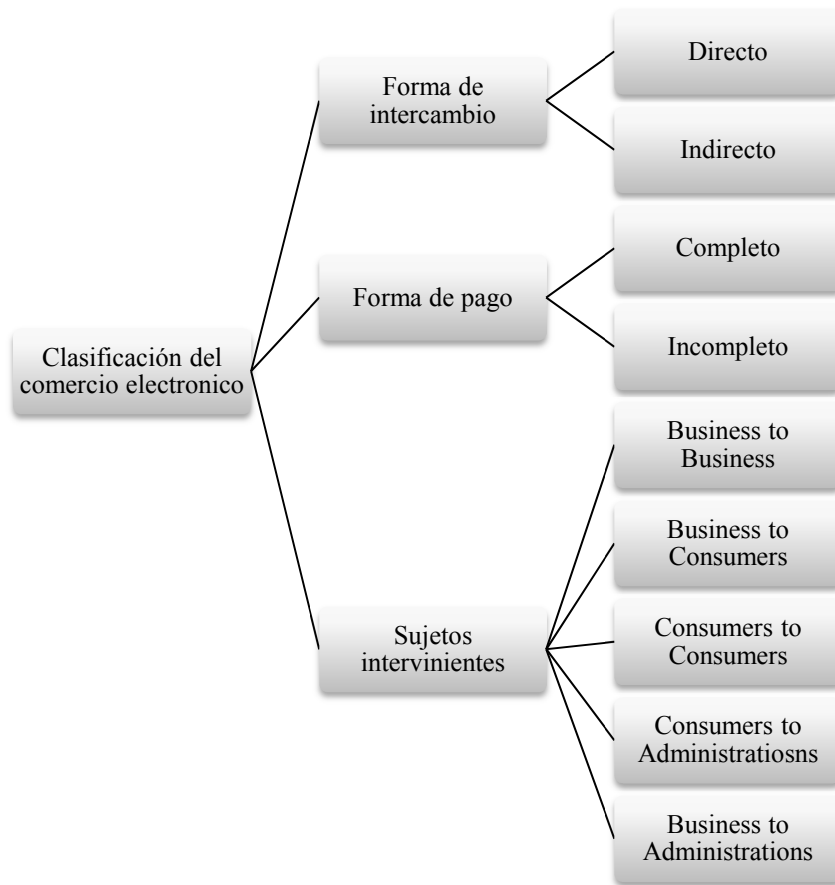 Clasificación del
comercio electronico
Forma de
intercambio
Directo
Indirecto
Forma de pago
Completo
Incompleto
Sujetos
intervinientes
Business to
Business
Business to
Consumers
Consumers to
Consumers
Consumers to
Administratiosns
Business to
Administrations